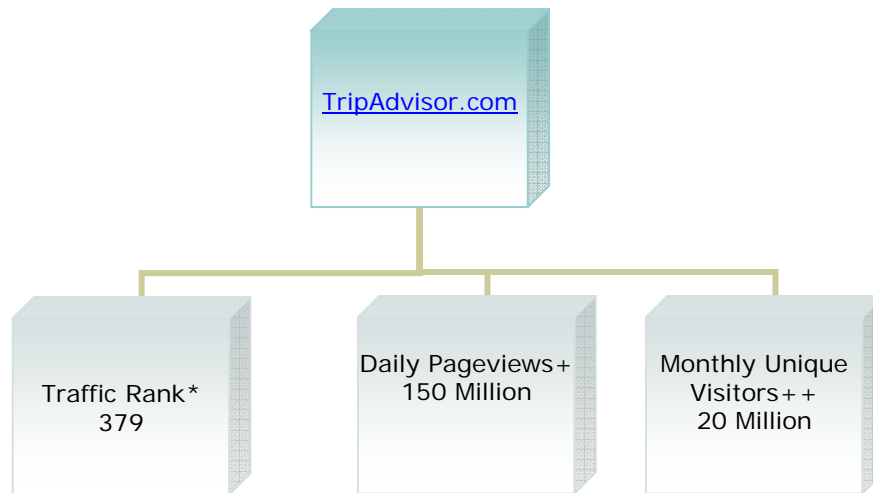 TripAdvisor.com
Traffic Rank*
379
Daily Pageviews+
150 Million
Monthly Unique
Visitors++
20 Million